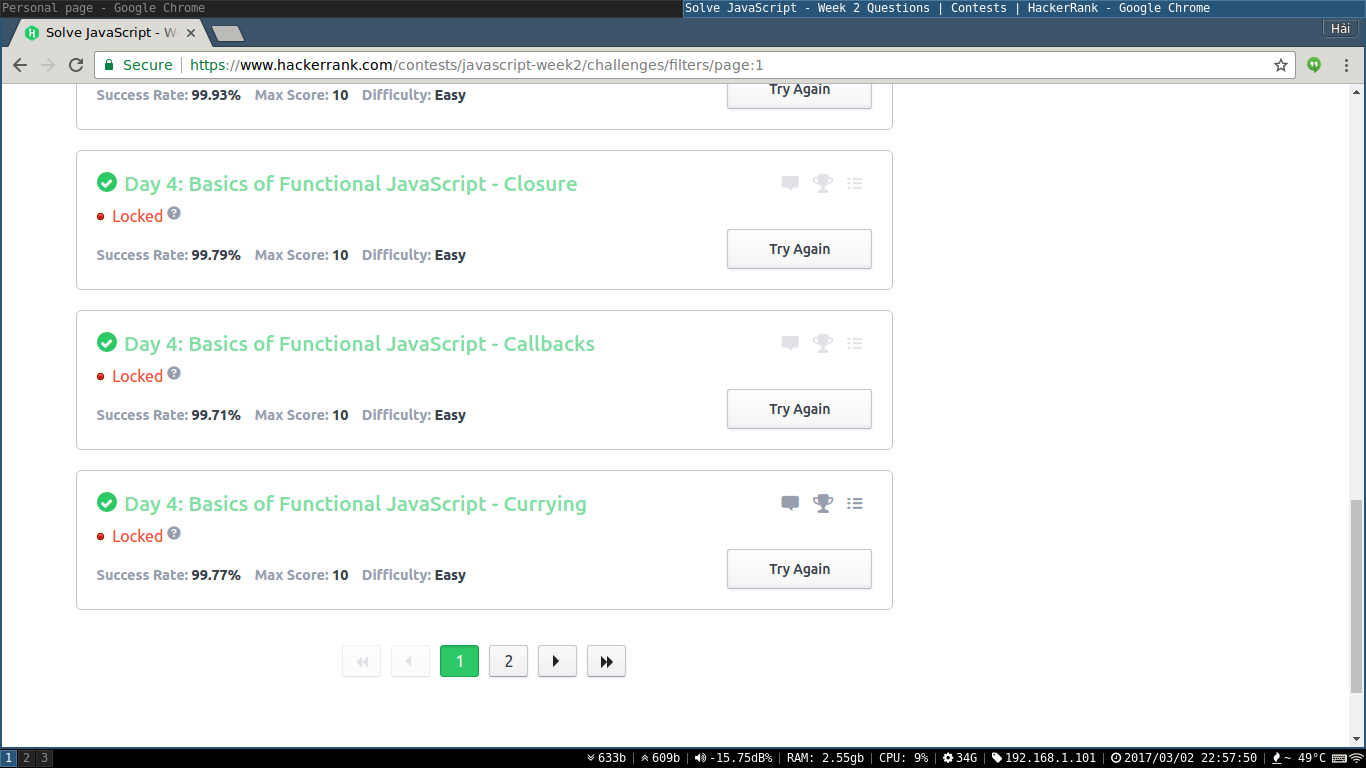 Personal page - Google Chrome
Solve JavaScript - Week 2 Questions | Contests | HackerRank - Google Chrome
Solve JavaScript - W
Hải
Secure
https://www.hackerrank.com/contests/javascript-week2/challenges/filters/page:1
Success Rate: 99.93% Max Score: 10 Difficulty: Easy
Try Again
Day 4: Basics of Functional JavaScript - Closure
Locked ?
Success Rate: 99.79% Max Score: 10 Difficulty: Easy
Try Again
Day 4: Basics of Functional JavaScript - Callbacks
Locked ?
Success Rate: 99.71% Max Score: 10 Difficulty: Easy
Try Again
Day 4: Basics of Functional JavaScript - Currying
Locked ?
Success Rate: 99.77% Max Score: 10 Difficulty: Easy
Try Again
1 2
1 2 3
633b | 609b | -15.75dB% | RAM: 2.55gb | CPU: 9% | 34G | 192.168.1.101 | 2017/03/02 22:57:50 | ~ 49°C